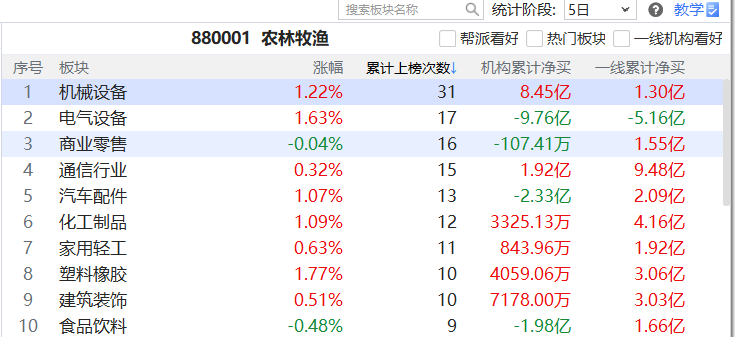 搜索板块名称 统计阶段: 5日 ? 教学
880001 农林牧渔 帮派看好 热门板块 一线机构看好
序号 板块 涨幅 累计上榜次数↓ 机构累计净买 一线累计净买
1 机械设备 1.22% 31 8.45亿 1.30亿
2 电气设备 1.63% 17 -9.76亿 -5.16亿
3 商业零售 -0.04% 16 -107.41万 1.55亿
4 通信行业 0.32% 15 1.92亿 9.48亿
5 汽车配件 1.07% 13 -2.33亿 2.09亿
6 化工制品 1.09% 12 3325.13万 4.16亿
7 家用轻工 0.63% 11 843.96万 1.92亿
8 塑料橡胶 1.77% 10 4059.06万 3.06亿
9 建筑装饰 0.51% 10 7178.00万 3.03亿
10 食品饮料 -0.48% 9 -1.98亿 1.66亿